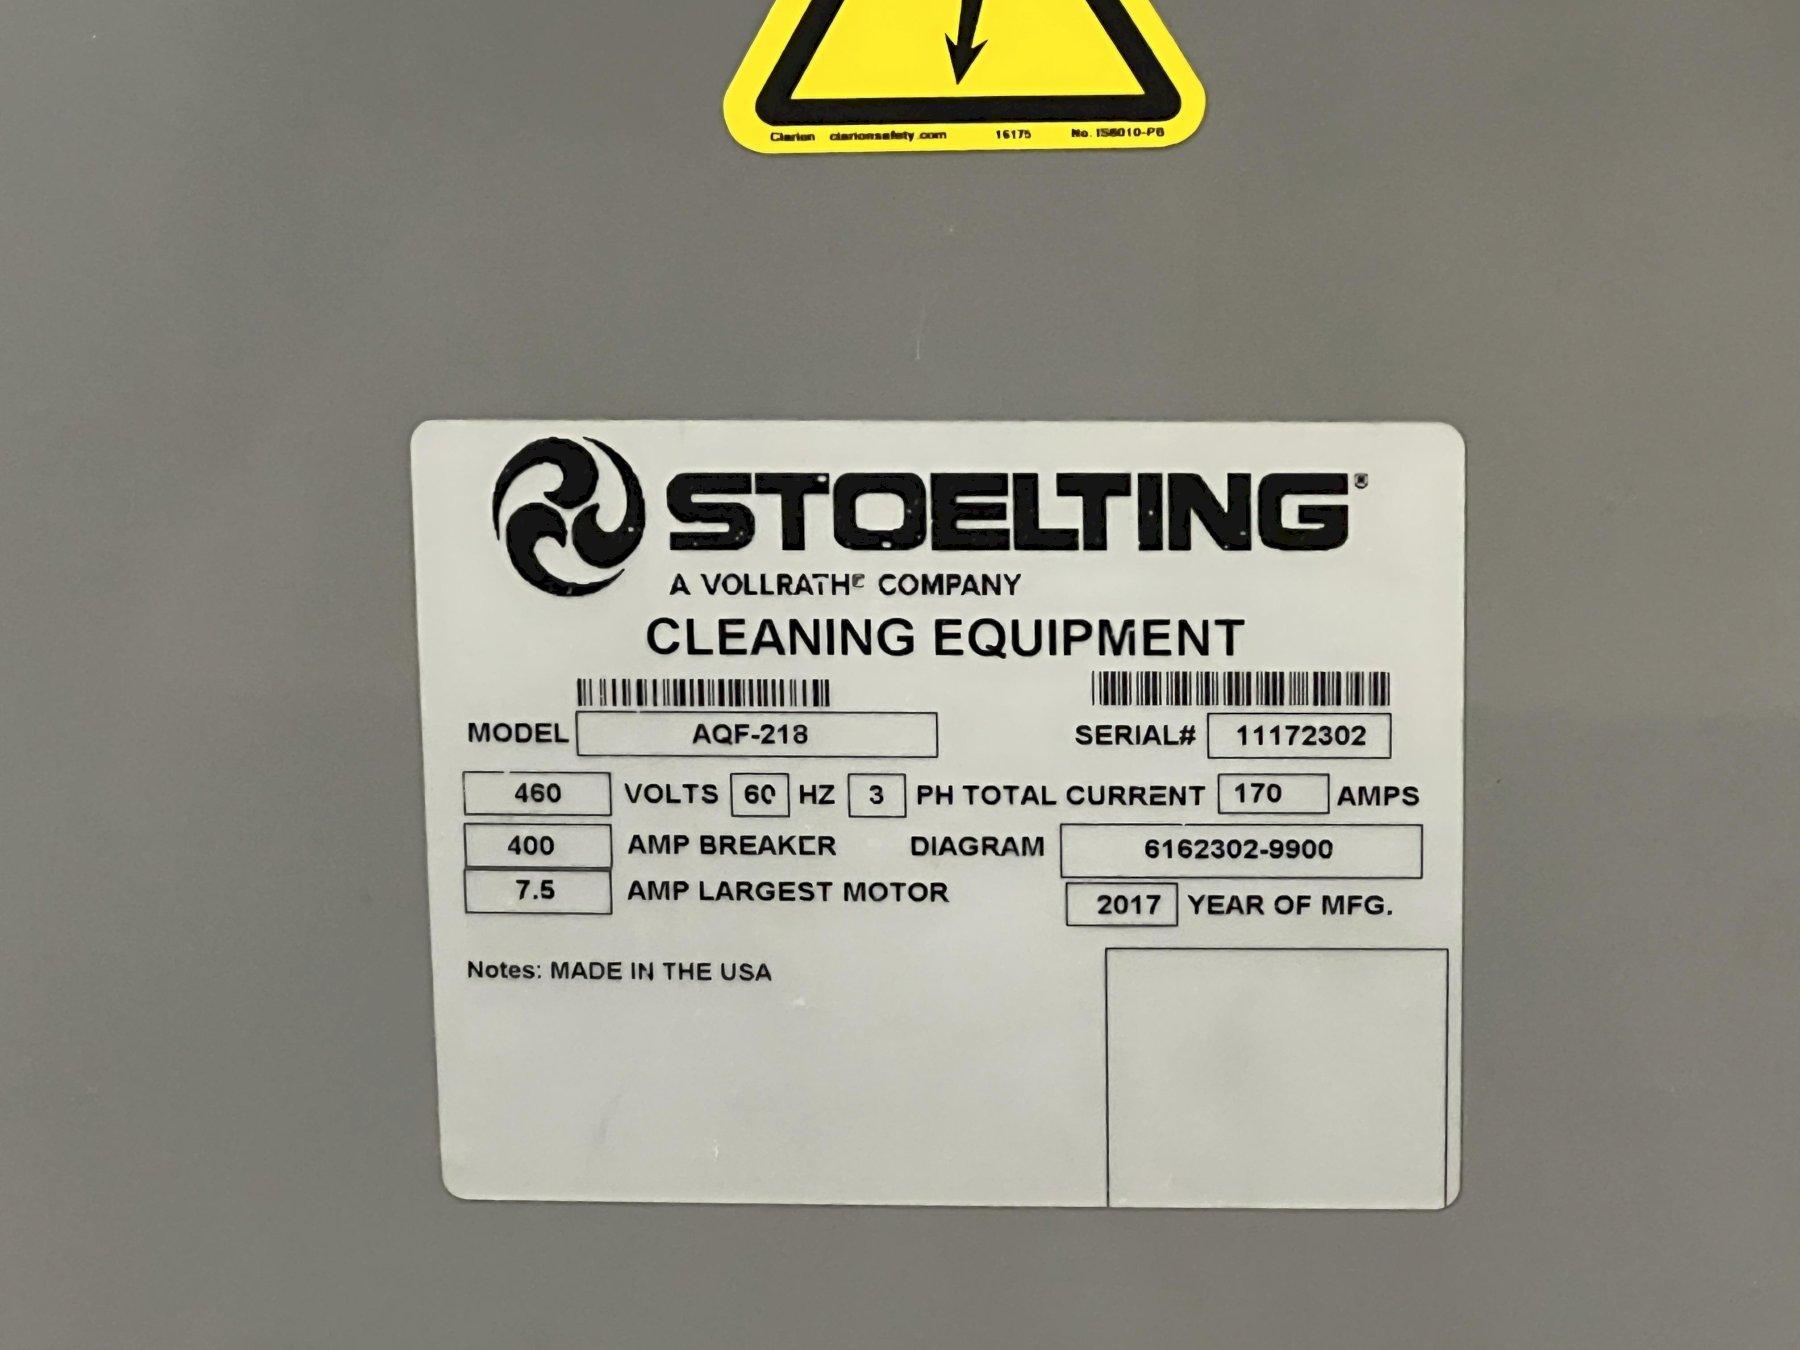 Clarion clarionsafety.com 16175 No. IS6010-PB
STOELTING®
A VOLLRATH® COMPANY
CLEANING EQUIPMENT
MODEL AQF-218 SERIAL# 11172302
460 VOLTS 60 HZ 3 PH TOTAL CURRENT 170 AMPS
400 AMP BREAKER DIAGRAM 6162302-9900
7.5 AMP LARGEST MOTOR 2017 YEAR OF MFG.
Notes: MADE IN THE USA